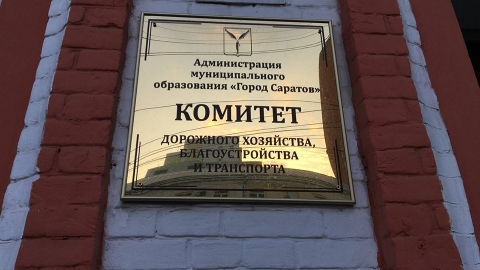 Администрация
муниципального
образования «Город Саратов»
КОМИТЕТ
ДОРОЖНОГО ХОЗЯЙСТВА,
БЛАГОУСТРОЙСТВА
И ТРАНСПОРТА